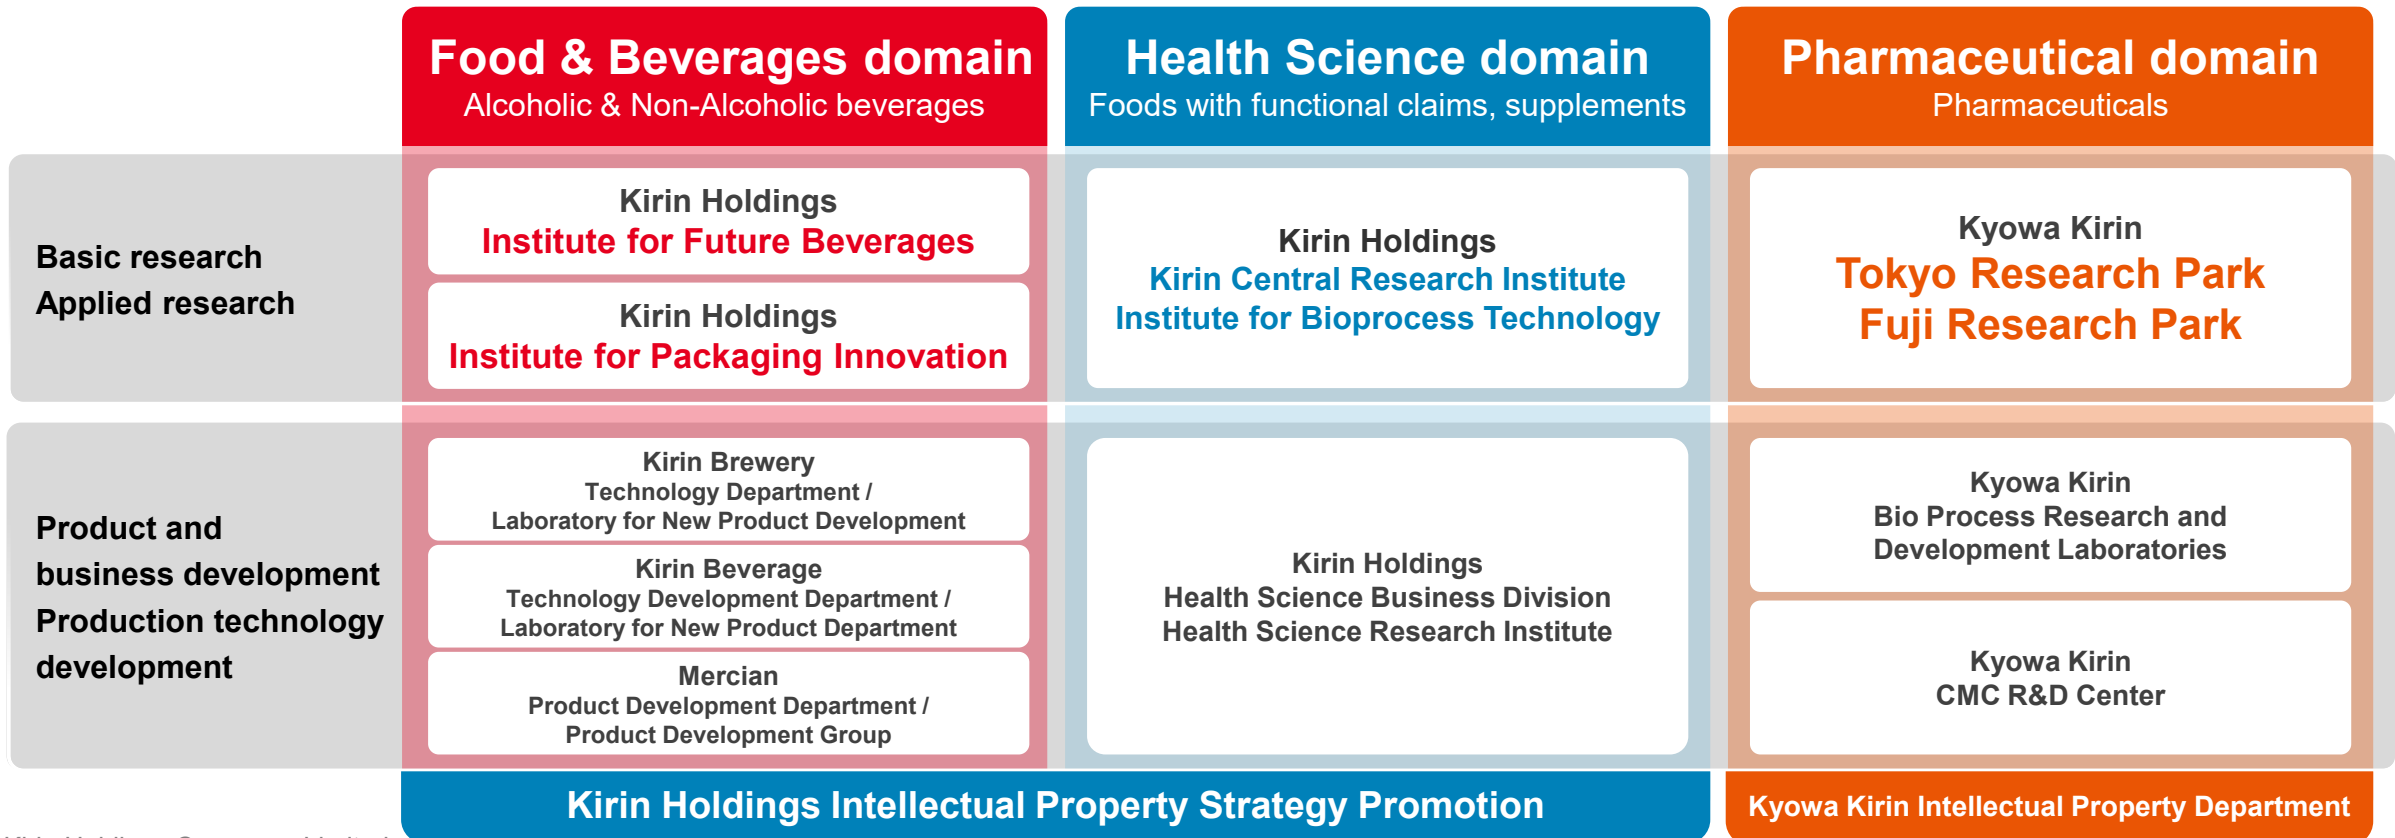 Food & Beverages domain
Alcoholic & Non-Alcoholic beverages
Health Science domain
Foods with functional claims, supplements
Pharmaceutical domain
Pharmaceuticals
Basic research
Applied research
Kirin Holdings
Institute for Future Beverages
Kirin Holdings
Institute for Packaging Innovation
Kirin Holdings
Kirin Central Research Institute
Institute for Bioprocess Technology
Kyowa Kirin
Tokyo Research Park
Fuji Research Park
Product and
business development
Production technology
development
Kirin Brewery
Technology Department /
Laboratory for New Product Development
Kirin Beverage
Technology Development Department /
Laboratory for New Product Department
Mercian
Product Development Department /
Product Development Group
Kirin Holdings
Health Science Business Division
Health Science Research Institute
Kyowa Kirin
Bio Process Research and
Development Laboratories
Kyowa Kirin
CMC R&D Center
Kirin Holdings Intellectual Property Strategy Promotion
Kyowa Kirin Intellectual Property Department